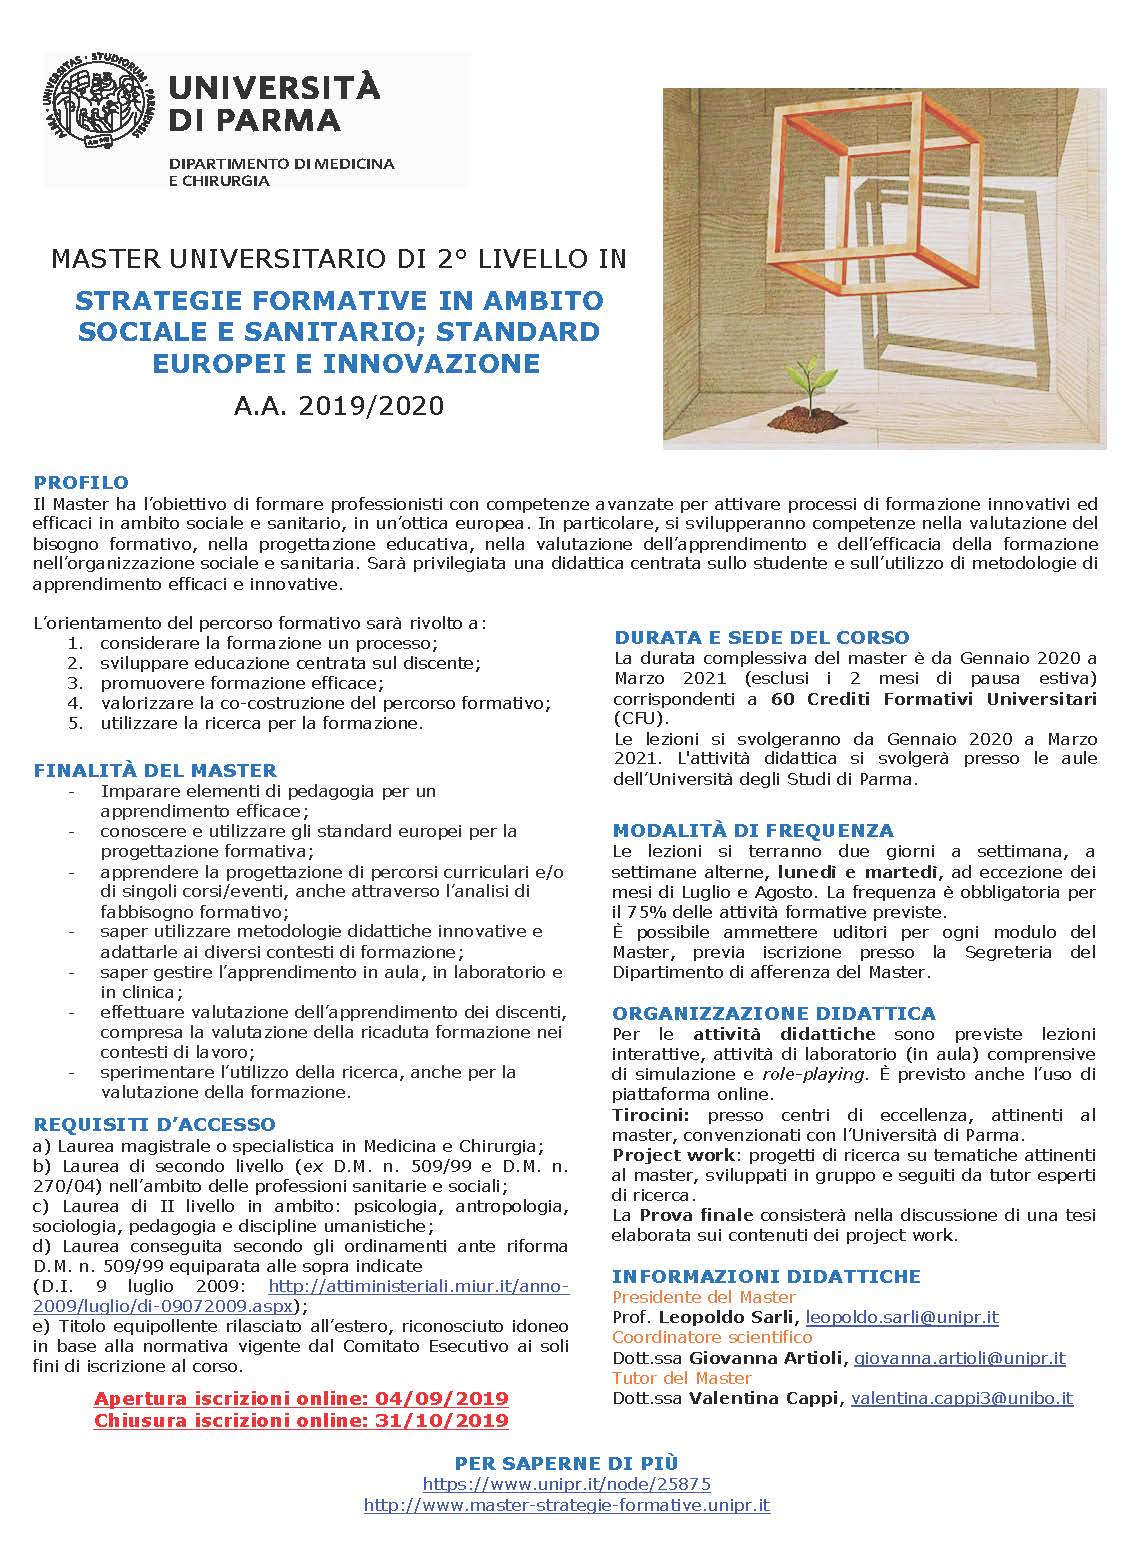 UNIVERSITÀ
DI PARMA
DIPARTIMENTO DI MEDICINA
E CHIRURGIA
MASTER UNIVERSITARIO DI 2° LIVELLO IN
STRATEGIE FORMATIVE IN AMBITO
SOCIALE E SANITARIO; STANDARD
EUROPEI E INNOVAZIONE
A.A. 2019/2020
PROFILO
Il Master ha l’obiettivo di formare professionisti con competenze avanzate per attivare processi di formazione innovativi ed
efficaci in ambito sociale e sanitario, in un’ottica europea. In particolare, si svilupperanno competenze nella valutazione del
bisogno formativo, nella progettazione educativa, nella valutazione dell’apprendimento e dell’efficacia della formazione
nell’organizzazione sociale e sanitaria. Sarà privilegiata una didattica centrata sullo studente e sull’utilizzo di metodologie di
apprendimento efficaci e innovative.
L’orientamento del percorso formativo sarà rivolto a:
1. considerare la formazione un processo;
2. sviluppare educazione centrata sul discente;
3. promuovere formazione efficace;
4. valorizzare la co-costruzione del percorso formativo;
5. utilizzare la ricerca per la formazione.
FINALITÀ DEL MASTER
- Imparare elementi di pedagogia per un
apprendimento efficace;
- conoscere e utilizzare gli standard europei per la
progettazione formativa;
- apprendere la progettazione di percorsi curriculari e/o
di singoli corsi/eventi, anche attraverso l’analisi di
fabbisogno formativo;
- saper utilizzare metodologie didattiche innovative e
adattarle ai diversi contesti di formazione;
- saper gestire l’apprendimento in aula, in laboratorio e
in clinica;
- effettuare valutazione dell’apprendimento dei discenti,
compresa la valutazione della ricaduta formazione nei
contesti di lavoro;
- sperimentare l’utilizzo della ricerca, anche per la
valutazione della formazione.
REQUISITI D’ACCESSO
a) Laurea magistrale o specialistica in Medicina e Chirurgia;
b) Laurea di secondo livello (ex D.M. n. 509/99 e D.M. n.
270/04) nell’ambito delle professioni sanitarie e sociali;
c) Laurea di II livello in ambito: psicologia, antropologia,
sociologia, pedagogia e discipline umanistiche;
d) Laurea conseguita secondo gli ordinamenti ante riforma
D.M. n. 509/99 equiparata alle sopra indicate
(D.I. 9 luglio 2009: http://attiministeriali.miur.it/anno-
2009/luglio/di-09072009.aspx);
e) Titolo equipollente rilasciato all’estero, riconosciuto idoneo
in base alla normativa vigente dal Comitato Esecutivo ai soli
fini di iscrizione al corso.
Apertura iscrizioni online: 04/09/2019
Chiusura iscrizioni online: 31/10/2019
DURATA E SEDE DEL CORSO
La durata complessiva del master è da Gennaio 2020 a
Marzo 2021 (esclusi i 2 mesi di pausa estiva)
corrispondenti a 60 Crediti Formativi Universitari
(CFU).
Le lezioni si svolgeranno da Gennaio 2020 a Marzo
2021. L'attività didattica si svolgerà presso le aule
dell’Università degli Studi di Parma.
MODALITÀ DI FREQUENZA
Le lezioni si terranno due giorni a settimana, a
settimane alterne, lunedì e martedì, ad eccezione dei
mesi di Luglio e Agosto. La frequenza è obbligatoria per
il 75% delle attività formative previste.
È possibile ammettere uditori per ogni modulo del
Master, previa iscrizione presso la Segreteria del
Dipartimento di afferenza del Master.
ORGANIZZAZIONE DIDATTICA
Per le attività didattiche sono previste lezioni
interattive, attività di laboratorio (in aula) comprensive
di simulazione e role-playing. È previsto anche l’uso di
piattaforma online.
Tirocini: presso centri di eccellenza, attinenti al
master, convenzionati con l’Università di Parma.
Project work: progetti di ricerca su tematiche attinenti
al master, sviluppati in gruppo e seguiti da tutor esperti
di ricerca.
La Prova finale consisterà nella discussione di una tesi
elaborata sui contenuti dei project work.
INFORMAZIONI DIDATTICHE
Presidente del Master
Prof. Leopoldo Sarli, leopoldo.sarli@unipr.it
Coordinatore scientifico
Dott.ssa Giovanna Artioli, giovanna.artioli@unipr.it
Tutor del Master
Dott.ssa Valentina Cappi, valentina.cappi3@unibo.it
PER SAPERNE DI PIÙ
https://www.unipr.it/node/25875
http://www.master-strategie-formative.unipr.it